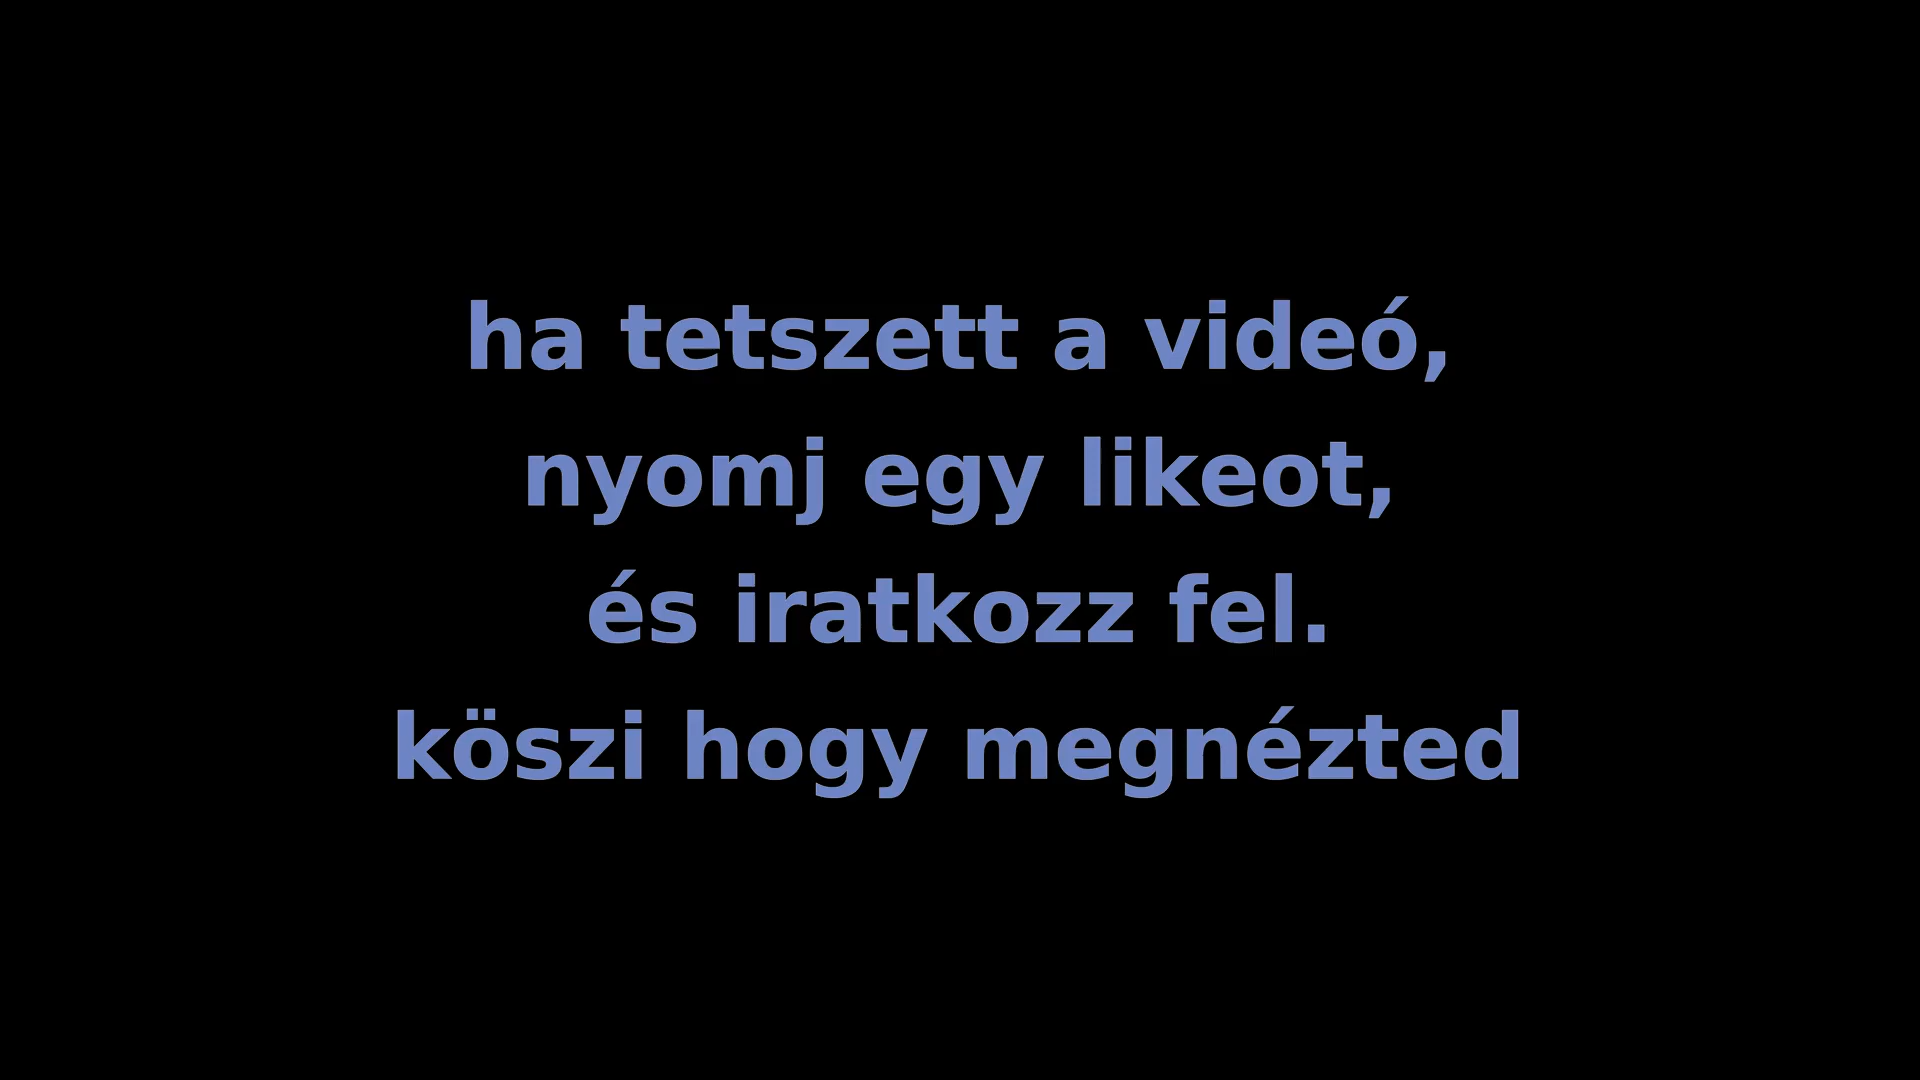 ha tetszett a videó,
nyomj egy likeot,
és iratkozz fel.
köszi hogy megnézted